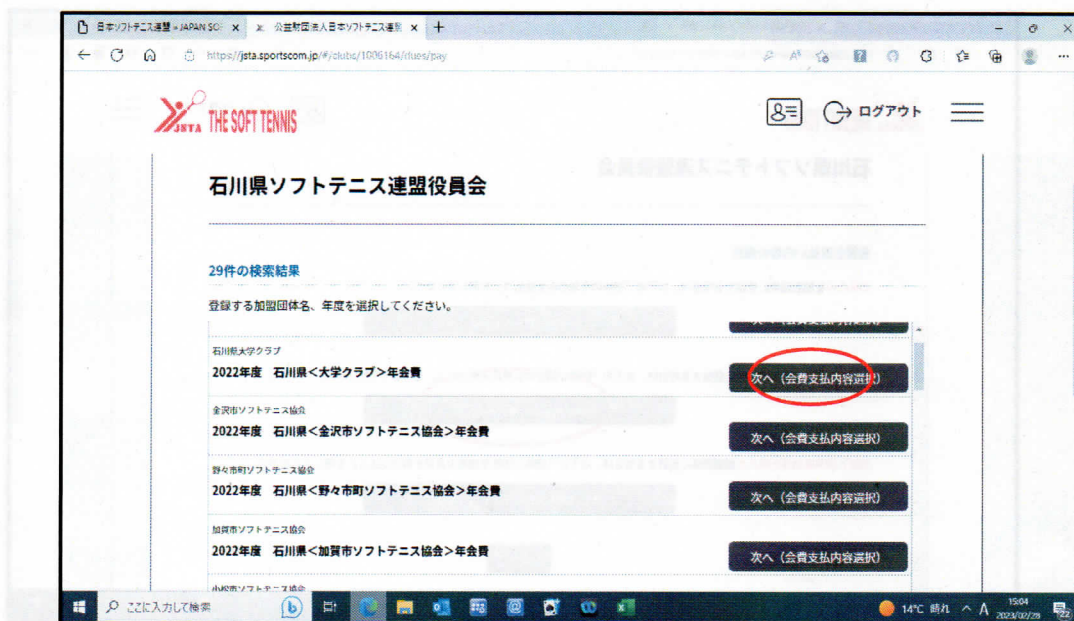 日本ソフトテニス連盟 - JAPAN SO
公益財団法人日本ソフトテニス連盟
https://jsta.sportscom.jp/#/clubs/1006164/dues/pay
JSTA THE SOFT TENNIS
ログアウト
石川県ソフトテニス連盟役員会
29件の検索結果
登録する加盟団体名、年度を選択してください。
石川県大学クラブ
2022年度 石川県<大学クラブ>年会費
次へ（会費支払内容選択）
金沢市ソフトテニス協会
2022年度 石川県<金沢市ソフトテニス協会>年会費
次へ（会費支払内容選択）
野々市町ソフトテニス協会
2022年度 石川県<野々市町ソフトテニス協会>年会費
次へ（会費支払内容選択）
加賀市ソフトテニス協会
2022年度 石川県<加賀市ソフトテニス協会>年会費
次へ（会費支払内容選択）
小松市ソフトテニス協会
ここに入力して検索
14℃ 晴れ
A
15:04
2023/02/28
22